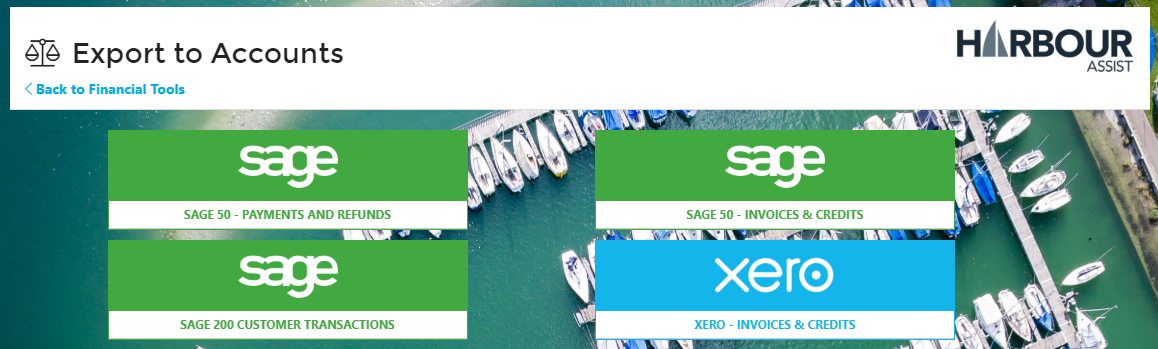 Export to Accounts
HARBOUR
ASSIST
Back to Financial Tools
sage
SAGE 50 - PAYMENTS AND REFUNDS
sage
SAGE 50 - INVOICES & CREDITS
sage
SAGE 200 CUSTOMER TRANSACTIONS
xero
XERO - INVOICES & CREDITS